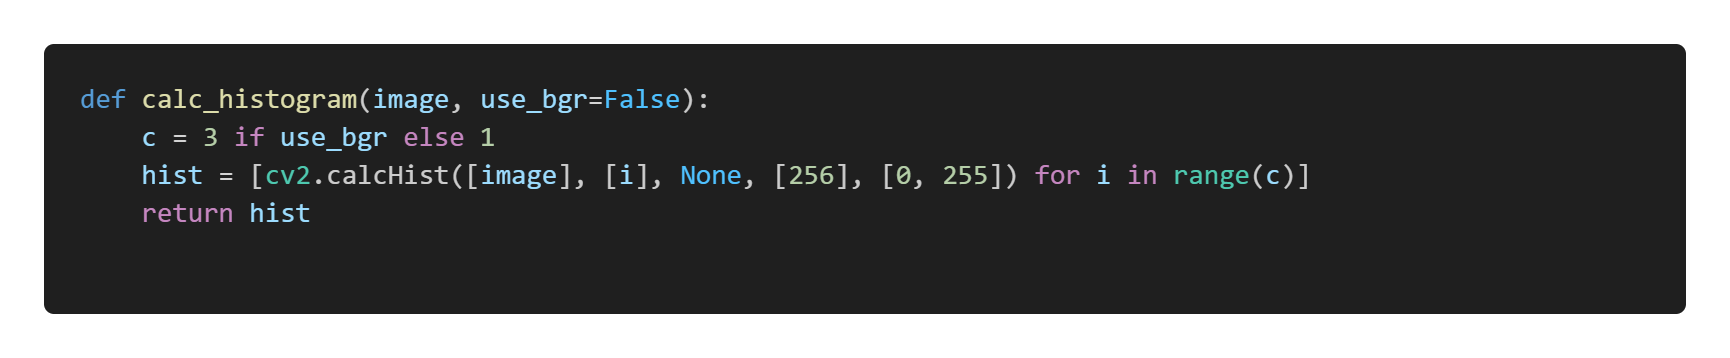 def calc_histogram(image, use_bgr=False):
    c = 3 if use_bgr else 1
    hist = [cv2.calcHist([image], [i], None, [256], [0, 255]) for i in range(c)]
    return hist